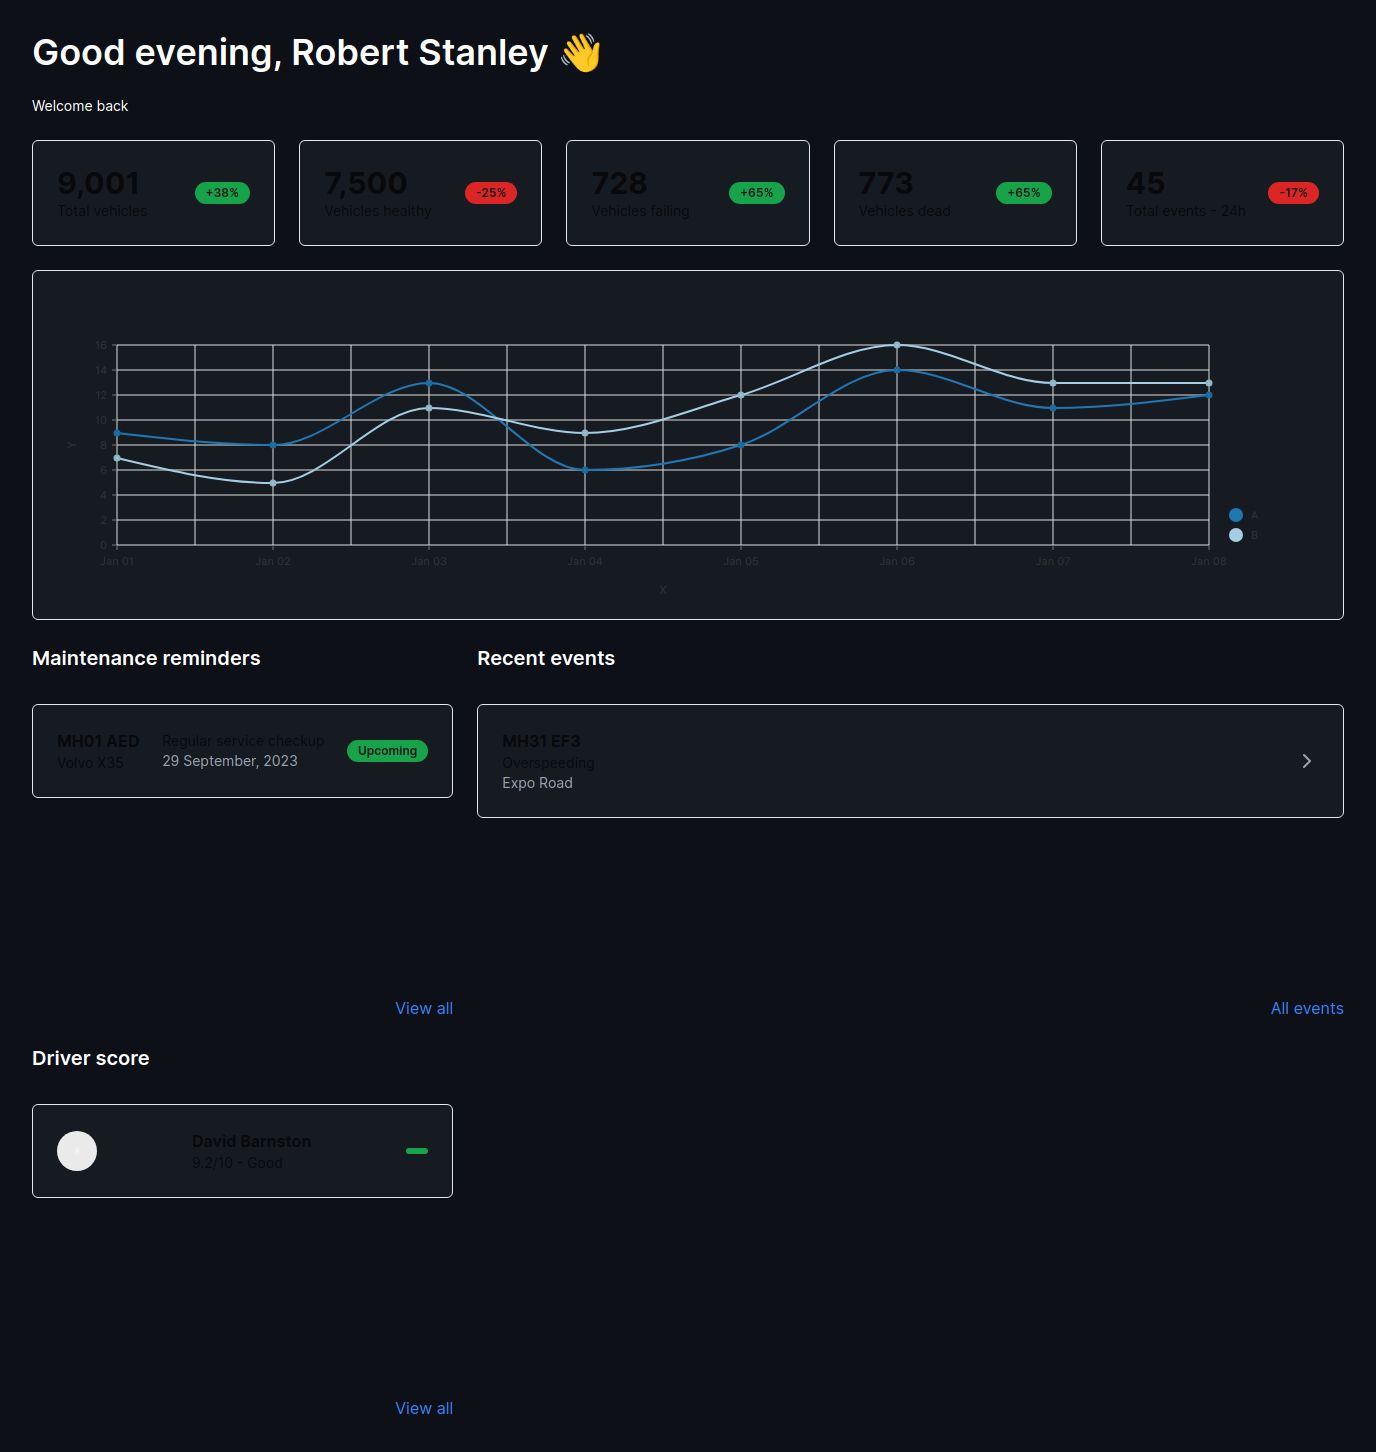 Good evening, Robert Stanley 👋
Welcome back
9,001
Total vehicles
+38%
7,500
Vehicles healthy
-25%
728
Vehicles failing
+65%
773
Vehicles dead
+65%
45
Total events - 24h
-17%
16
14
12
10
8
6
4
2
0
Y
Jan 01
Jan 02
Jan 03
Jan 04
Jan 05
Jan 06
Jan 07
Jan 08
X
A
B
Maintenance reminders
MH01 AED
Volvo X35
Regular service checkup
29 September, 2023
Upcoming
View all
Recent events
MH31 EF3
Overspeeding
Expo Road
All events
Driver score
David Barnston
9.2/10 - Good
View all